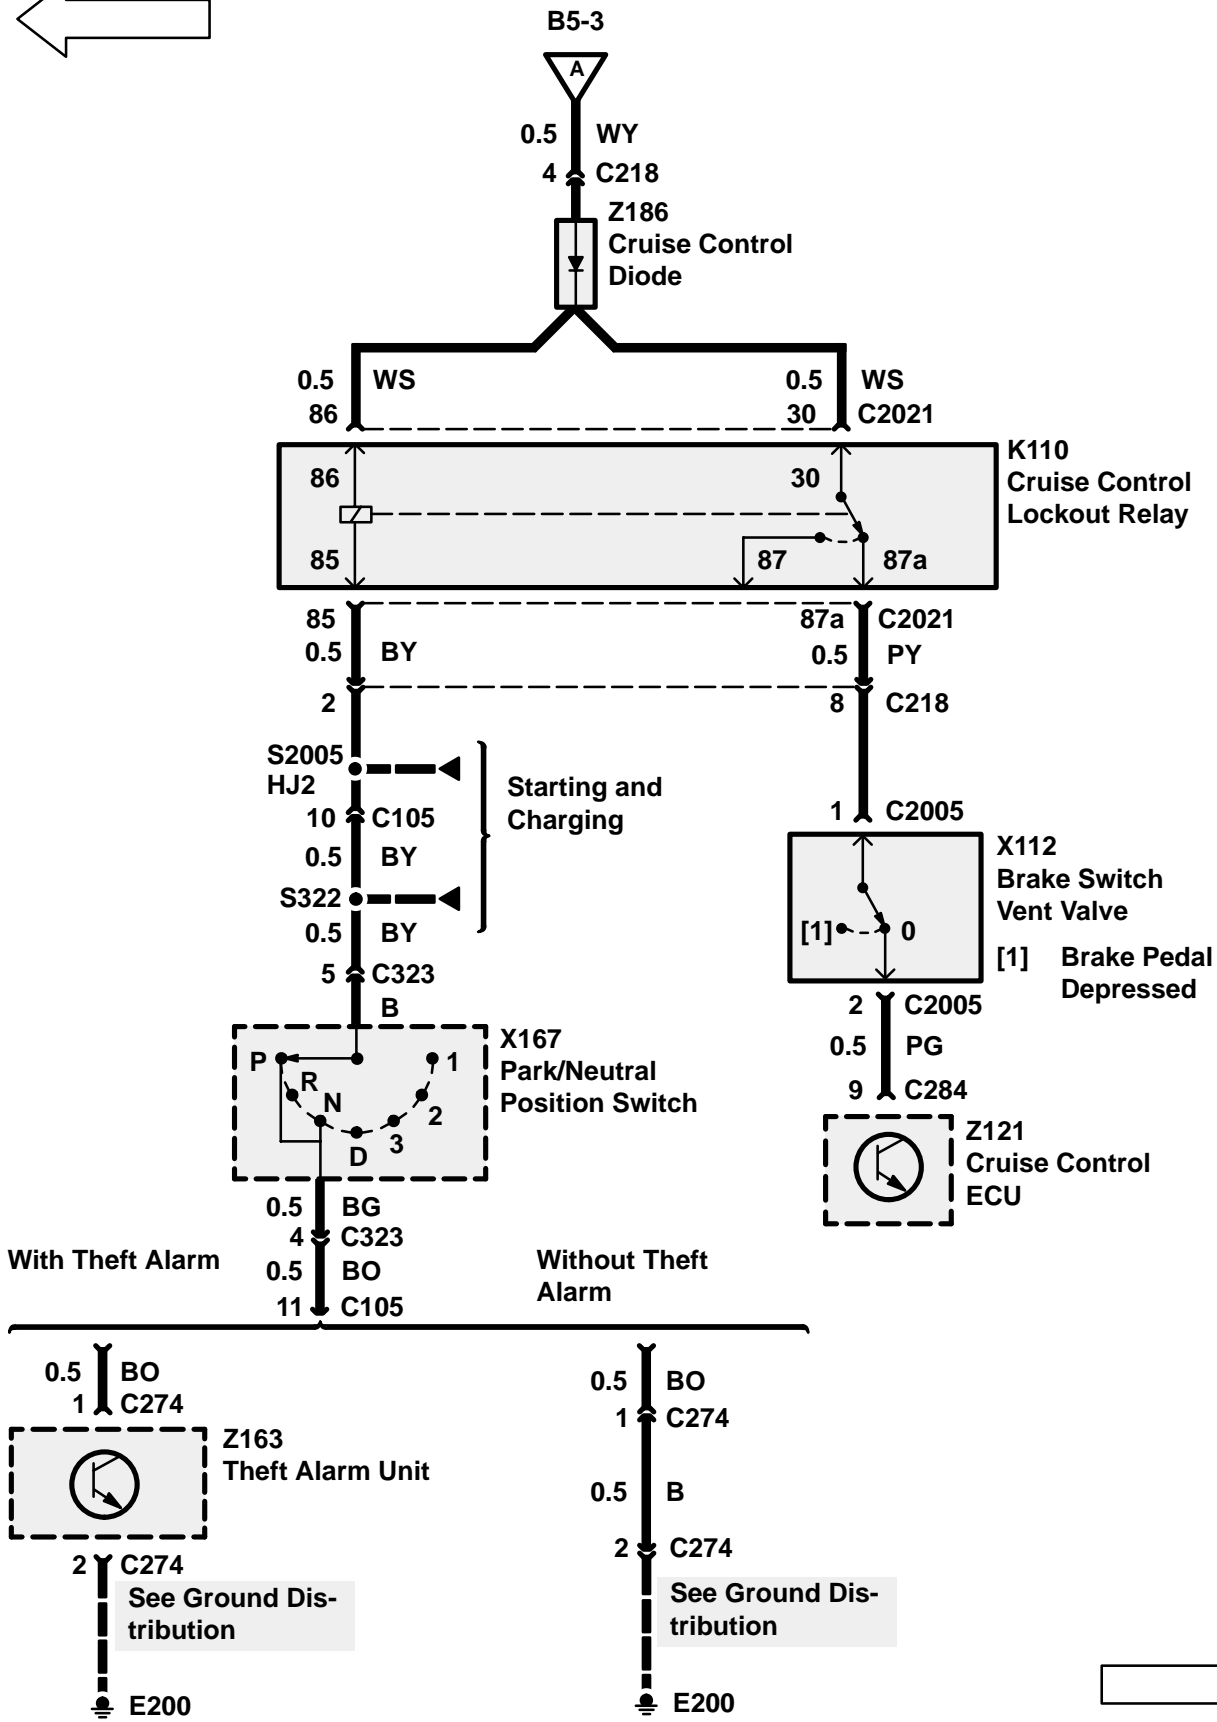 B5-3
A
0.5 WY
4 C218
Z186
Cruise Control
Diode
0.5 WS 0.5 WS
86 30 C2021
K110
Cruise Control
Lockout Relay
86 30
85 87 87a
85 87a C2021
0.5 BY 0.5 PY
2 8 C218
S2005
HJ2
Starting and
Charging
10 C105
1 C2005
0.5 BY
X112
Brake Switch
Vent Valve
S322
[1] 0
0.5 BY
[1] Brake Pedal
Depressed
5 C323
B
2 C2005
X167
Park/Neutral
Position Switch
P R N D 3 2 1
0.5 PG
9 C284
Z121
Cruise Control
ECU
0.5 BG
4 C323
With Theft Alarm
0.5 BO
Without Theft
Alarm
11 C105
0.5 BO
1 C274
0.5 BO
1 C274
Z163
Theft Alarm Unit
0.5 B
2 C274
2 C274
See Ground Dis-
tribution
See Ground Dis-
tribution
E200
E200